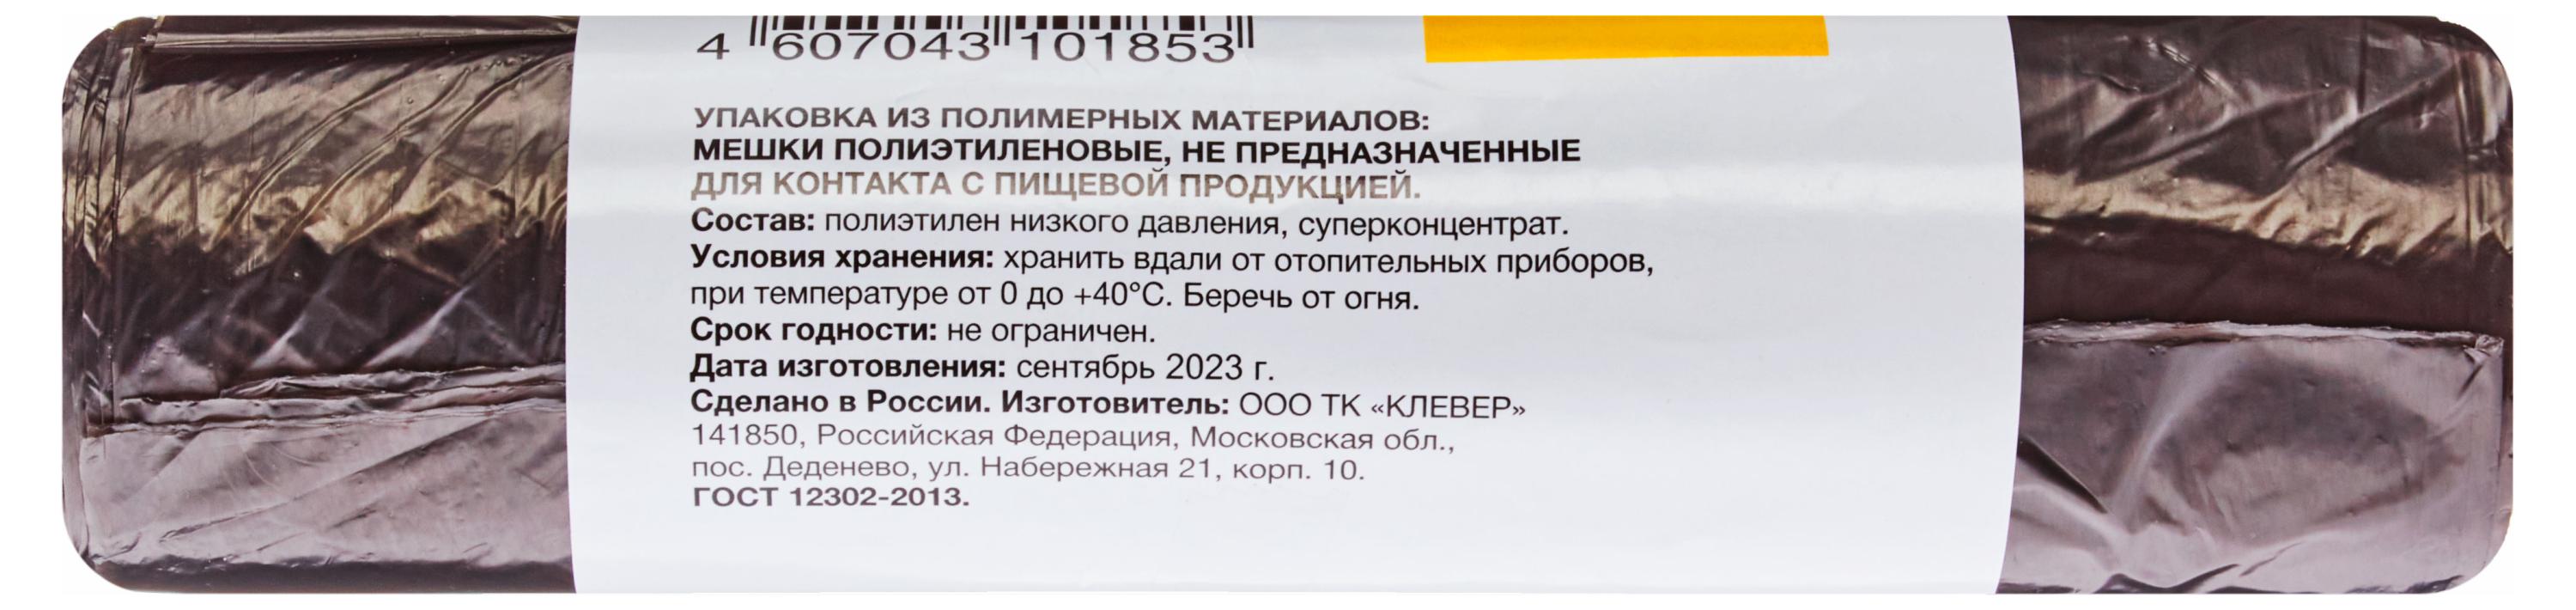 4 607043 101853
УПАКОВКА ИЗ ПОЛИМЕРНЫХ МАТЕРИАЛОВ:
МЕШКИ ПОЛИЭТИЛЕНОВЫЕ, НЕ ПРЕДНАЗНАЧЕННЫЕ
ДЛЯ КОНТАКТА С ПИЩЕВОЙ ПРОДУКЦИЕЙ.
Состав: полиэтилен низкого давления, суперконцентрат.
Условия хранения: хранить вдали от отопительных приборов,
при температуре от 0 до +40°С. Беречь от огня.
Срок годности: не ограничен.
Дата изготовления: сентябрь 2023 г.
Сделано в России. Изготовитель: ООО ТК «КЛЕВЕР»
141850, Российская Федерация, Московская обл.,
пос. Деденево, ул. Набережная 21, корп. 10.
ГОСТ 12302-2013.